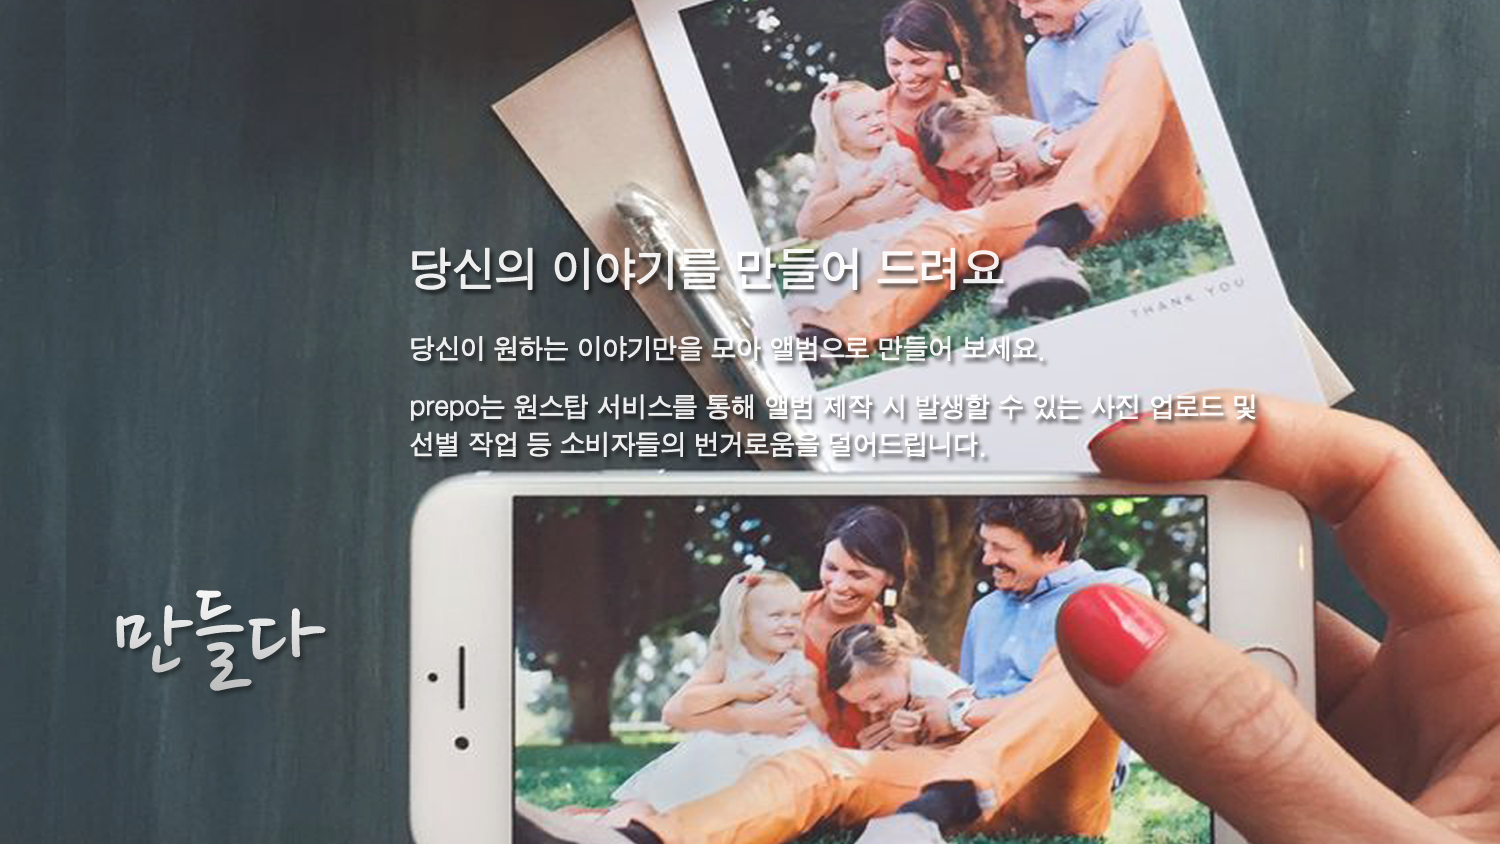 당신의 이야기를 만들어 드려요
THANK YOU
당신이 원하는 이야기만을 모아 앨범으로 만들어 보세요.
prepo는 원스탑 서비스를 통해 앨범 제작 시 발생할 수 있는 사진 업로드 및
선별 작업 등 소비자들의 번거로움을 덜어드립니다.
만들다